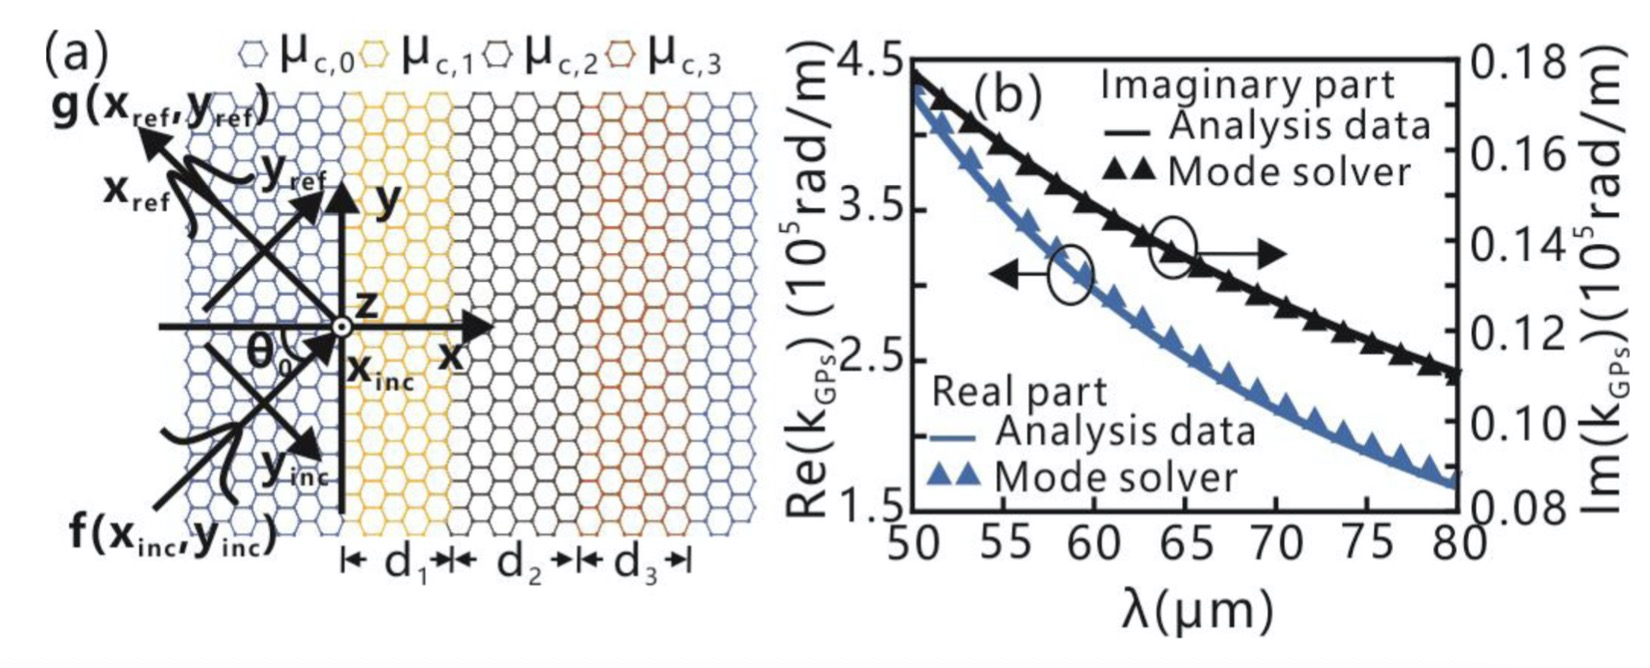 (a)
μc,0 μc,1 μc,2 μc,3
g(xref,yref)
xref
yref
y
z
θ0
xinc
x
yinc
f(xinc,yinc)
d1 d2 d3
(b)
Re(kGPs) (10^5rad/m)
4.5
3.5
2.5
1.5
Imaginary part
Analysis data
Mode solver
Real part
Analysis data
Mode solver
0.18
0.16
0.14
0.12
0.10
0.08
Im(kGPs)(10^5rad/m)
50 55 60 65 70 75 80
λ(μm)